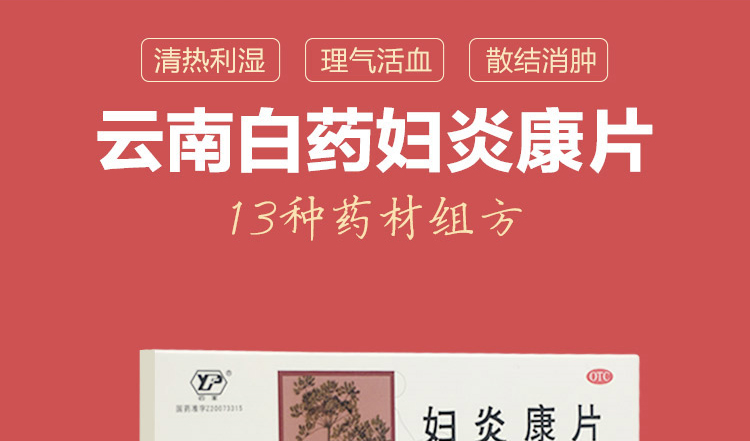 清热利湿 理气活血 散结消肿
云南白药妇炎康片
13种药材组方
YP®
OTC
国药准字Z20073315
妇炎康片